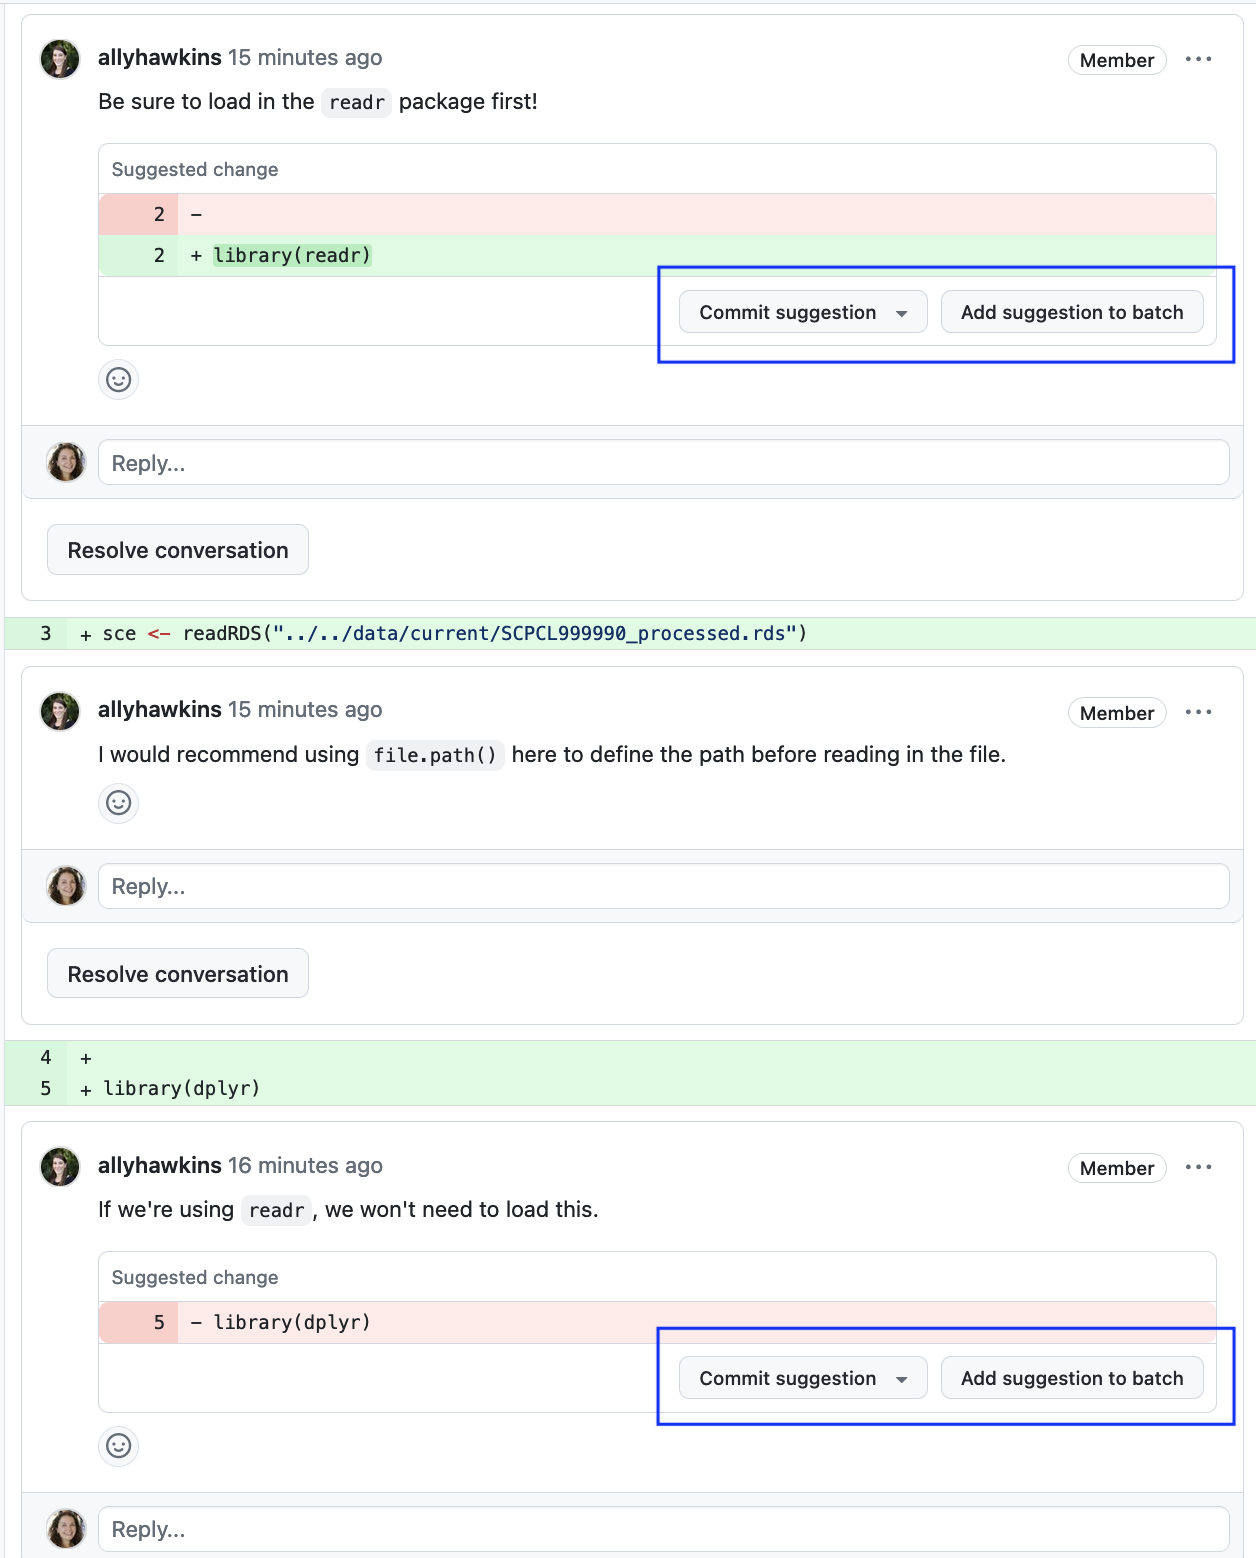 allyhawkins 15 minutes ago
Member
Be sure to load in the readr package first!
Suggested change
2 −
2 + library(readr)
Commit suggestion Add suggestion to batch
Reply...
Resolve conversation
3 + sce <- readRDS("../../data/current/SCPCL999990_processed.rds")
allyhawkins 15 minutes ago
Member
I would recommend using file.path() here to define the path before reading in the file.
Reply...
Resolve conversation
4 +
5 + library(dplyr)
allyhawkins 16 minutes ago
Member
If we're using readr, we won't need to load this.
Suggested change
5 − library(dplyr)
Commit suggestion Add suggestion to batch
Reply...